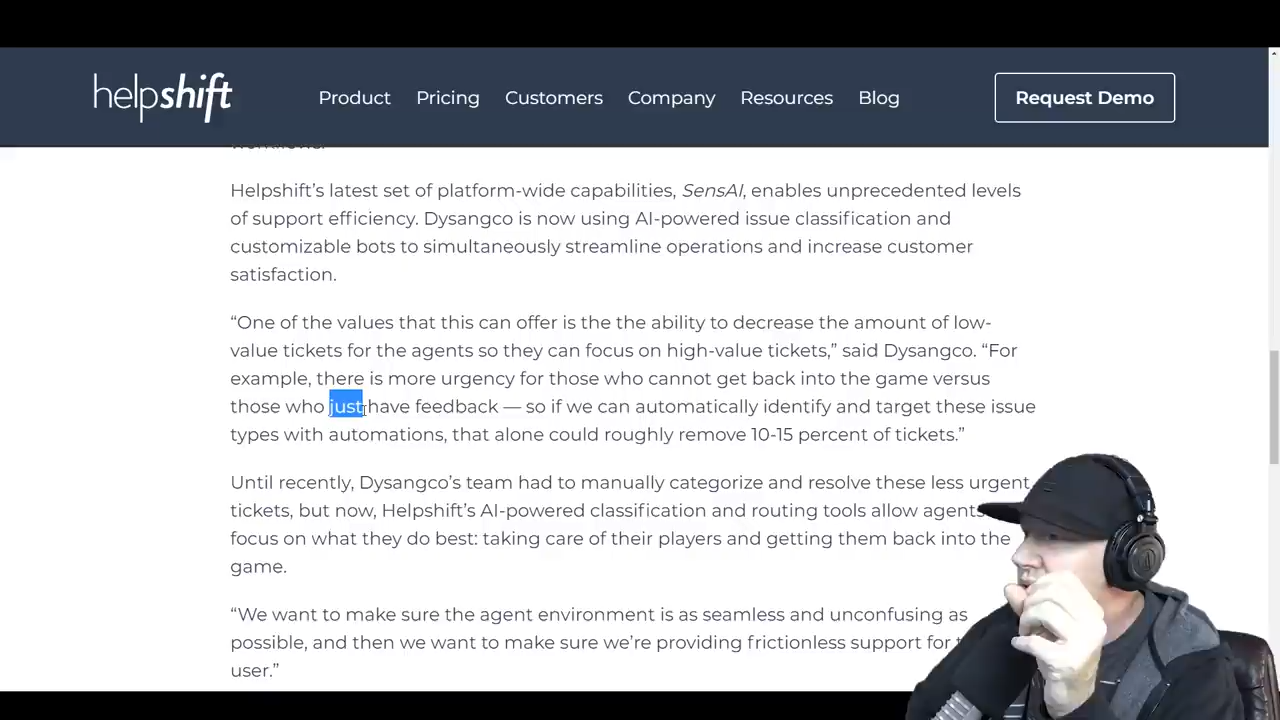 helpshift
Product Pricing Customers Company Resources Blog
Request Demo
workflows.
Helpshift’s latest set of platform-wide capabilities, SensAI, enables unprecedented levels
of support efficiency. Dysangco is now using AI-powered issue classification and
customizable bots to simultaneously streamline operations and increase customer
satisfaction.
“One of the values that this can offer is the the ability to decrease the amount of low-
value tickets for the agents so they can focus on high-value tickets,” said Dysangco. “For
example, there is more urgency for those who cannot get back into the game versus
those who just have feedback — so if we can automatically identify and target these issue
types with automations, that alone could roughly remove 10-15 percent of tickets.”
Until recently, Dysangco’s team had to manually categorize and resolve these less urgent
tickets, but now, Helpshift’s AI-powered classification and routing tools allow agents
focus on what they do best: taking care of their players and getting them back into the
game.
“We want to make sure the agent environment is as seamless and unconfusing as
possible, and then we want to make sure we’re providing frictionless support for
user.”